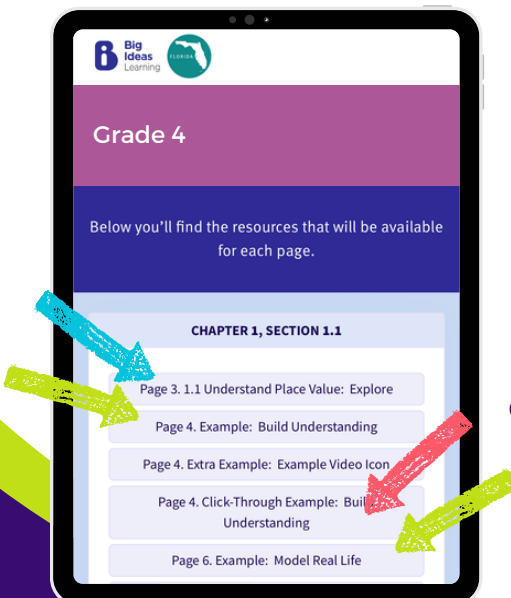 Big
Ideas
Learning
FLORIDA
Grade 4
Below you'll find the resources that will be available
for each page.
CHAPTER 1, SECTION 1.1
Page 3. 1.1 Understand Place Value: Explore
Page 4. Example: Build Understanding
Page 4. Extra Example: Example Video Icon
Page 4. Click-Through Example: Build
Understanding
Page 6. Example: Model Real Life